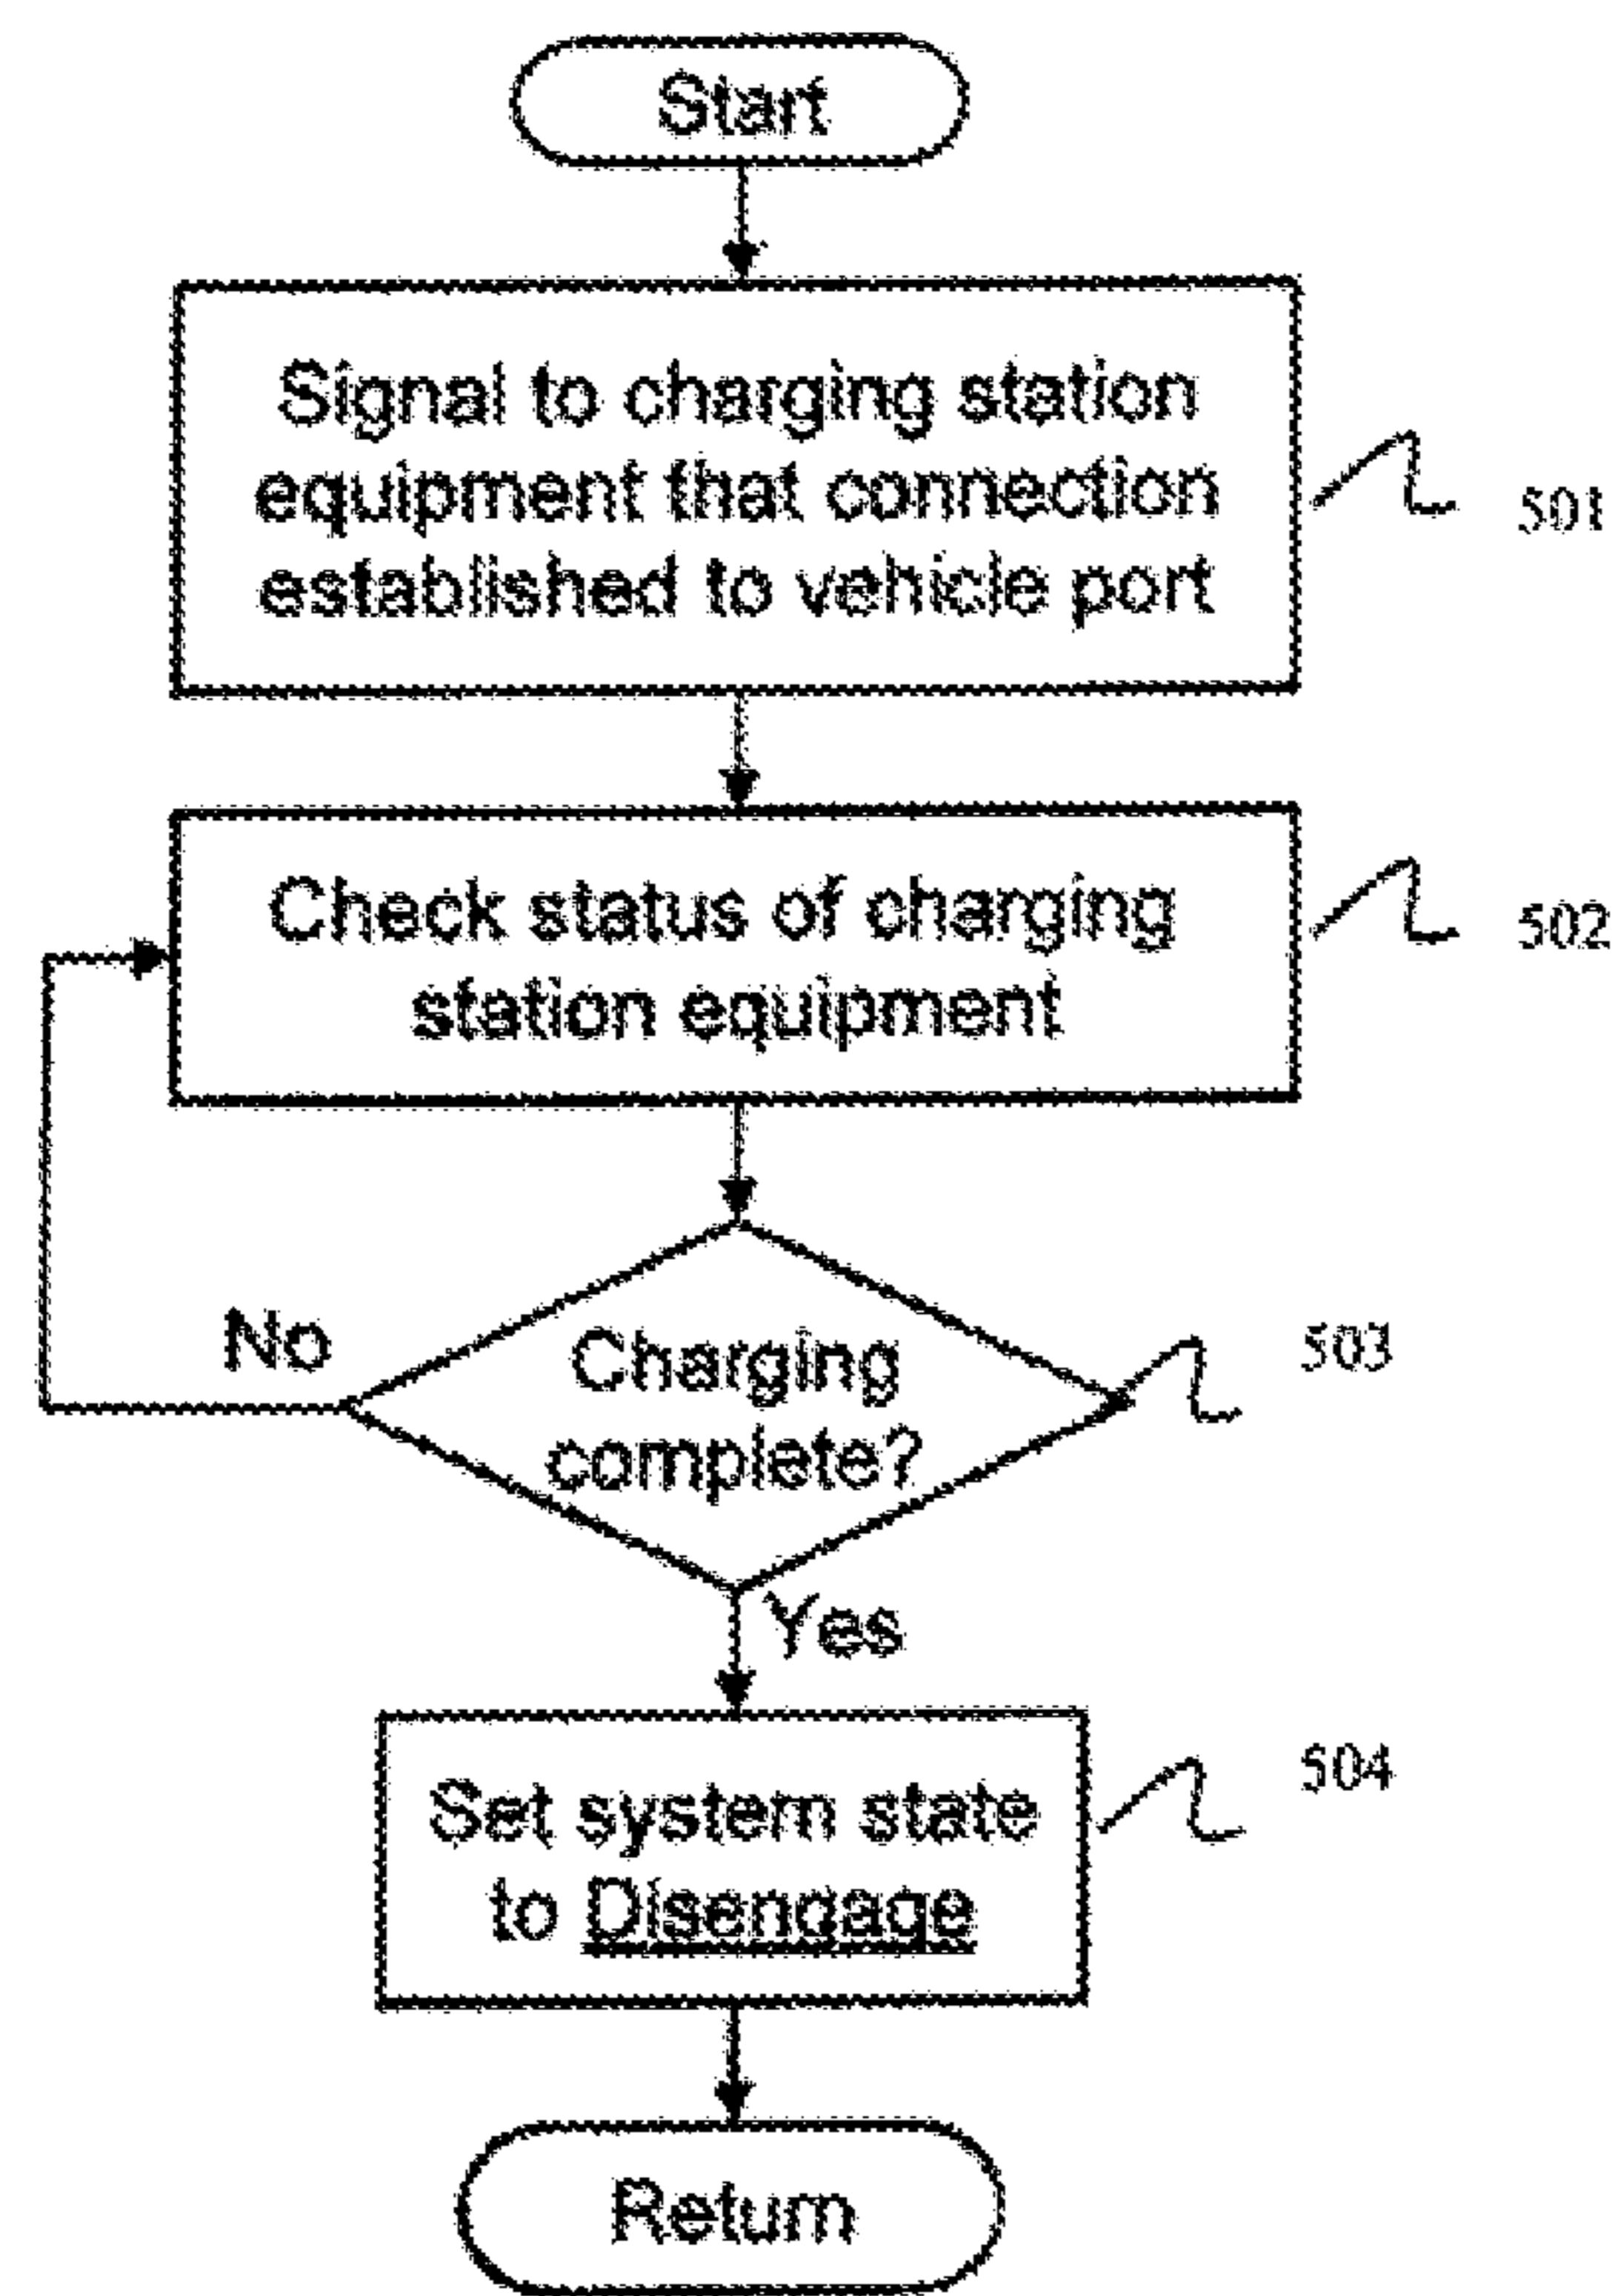 Start
Signal to charging station
equipment that connection
established to vehicle port
501
Check status of charging
station equipment
502
No
Charging
complete?
503
Yes
Set system state
to Disengage
504
Return